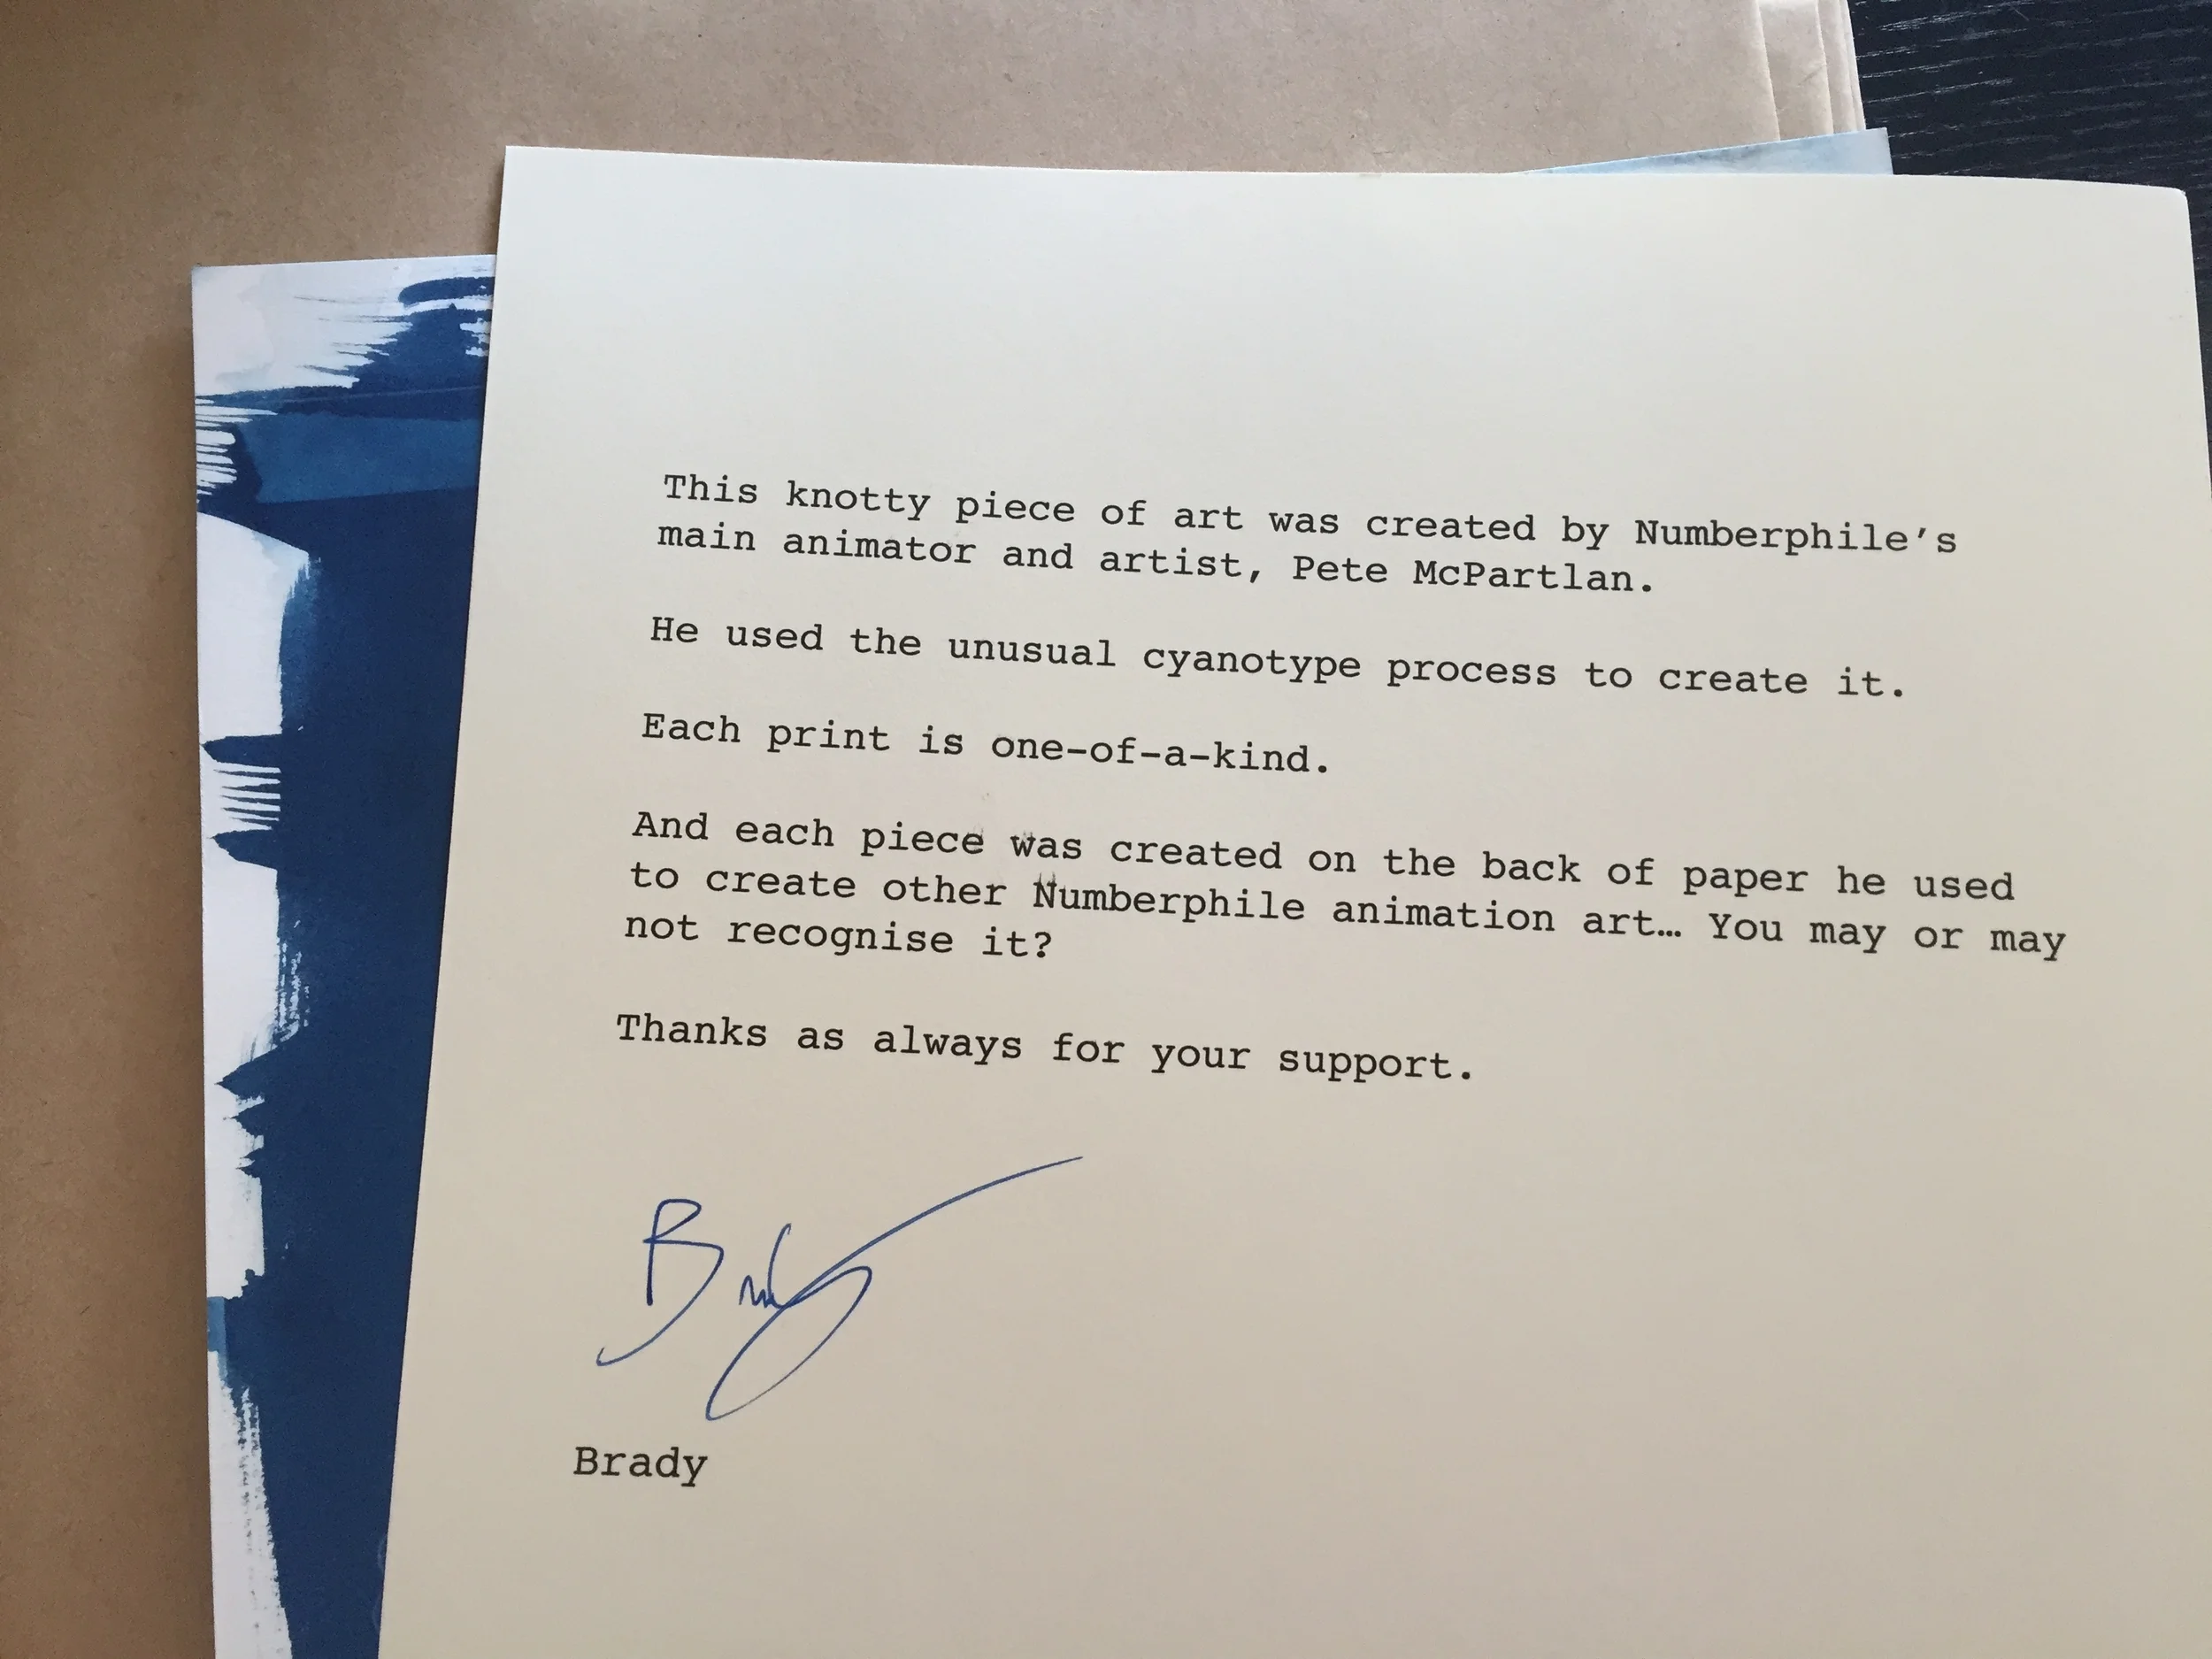 This knotty piece of art was created by Numberphile's
main animator and artist, Pete McPartlan.
He used the unusual cyanotype process to create it.
Each print is one-of-a-kind.
And each piece was created on the back of paper he used
to create other Numberphile animation art… You may or may
not recognise it?
Thanks as always for your support.
Brady
Brady